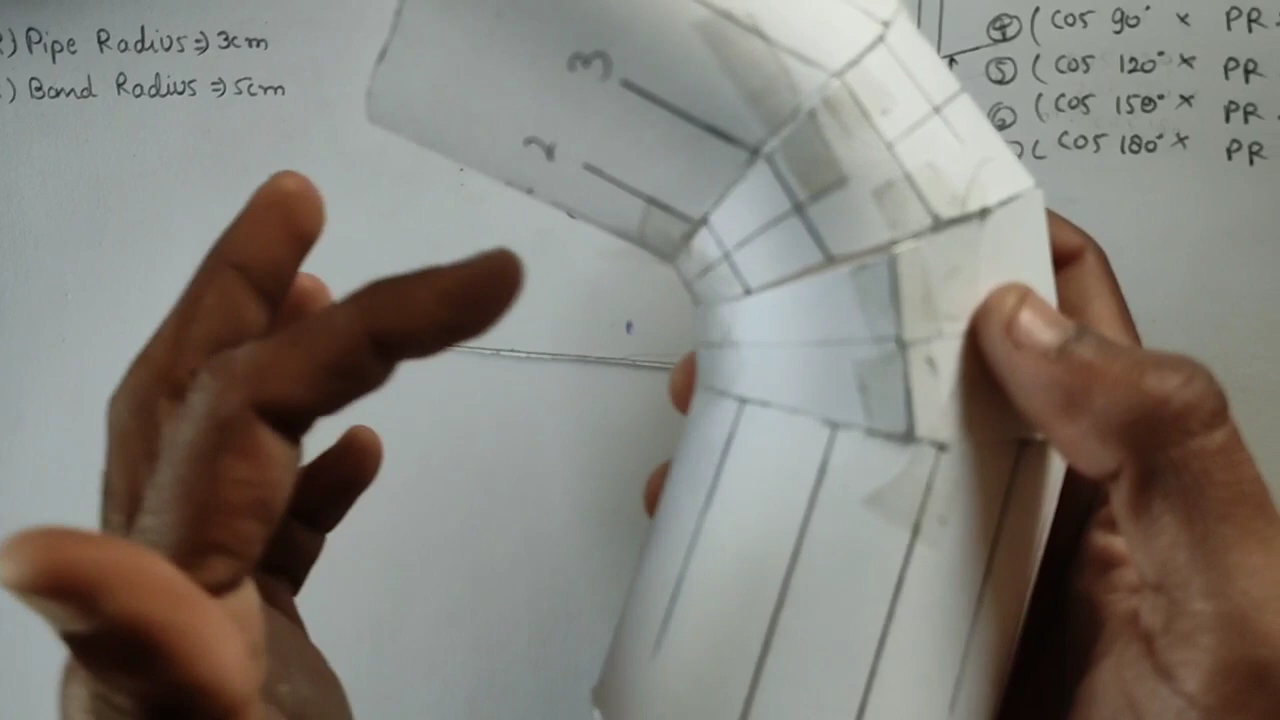 ) Pipe Radius ⇒ 3cm
) Band Radius ⇒ 5cm
3
2
④ ( Cos 90° × PR
⑤ ( Cos 120° × PR
⑥ ( Cos 150° × PR
( Cos 180° × PR